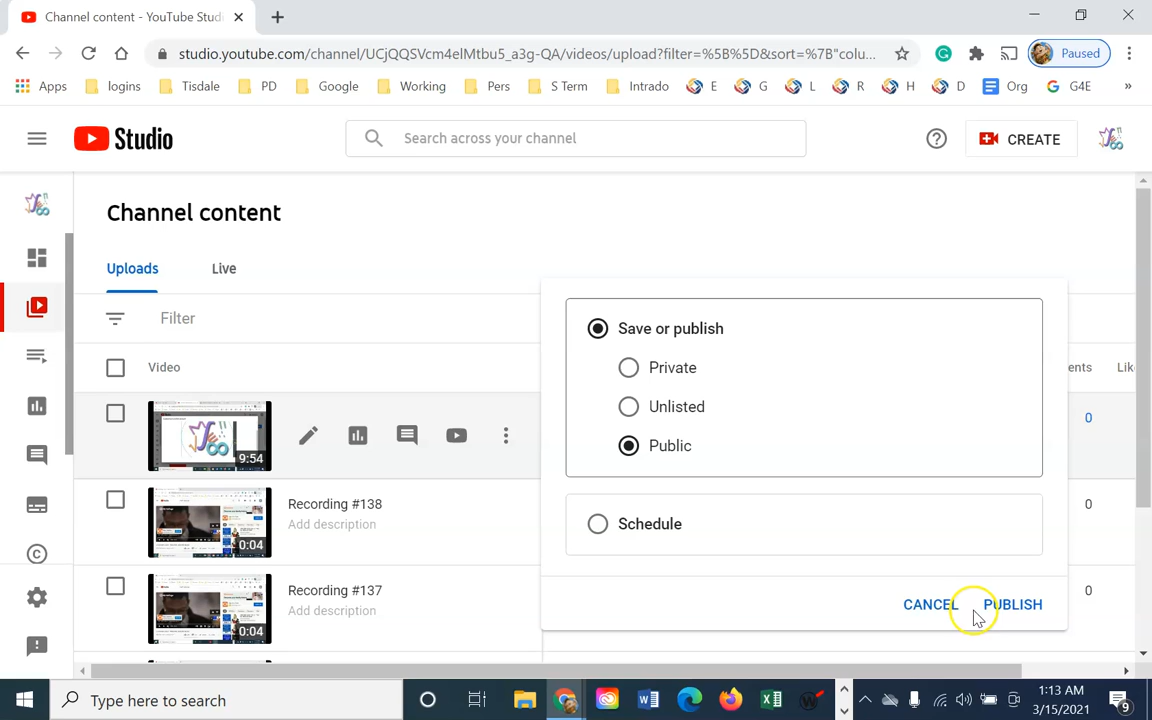 Channel content - YouTube Stud
studio.youtube.com/channel/UCjQQSVcm4elMtbu5_a3g-QA/videos/upload?filter=%5B%5D&sort=%7B"colu...
Paused
Apps logins Tisdale PD Google Working Pers S Term Intrado E G L R H D Org G4E »
Studio
Search across your channel
CREATE
Channel content
Uploads Live
Filter
Video
ents Lik
Save or publish
Private
Unlisted
Public
Schedule
CANCEL PUBLISH
9:54
0
Recording #138
Add description
0:04
0
Recording #137
Add description
0:04
0
Type here to search
1:13 AM
3/15/2021
9